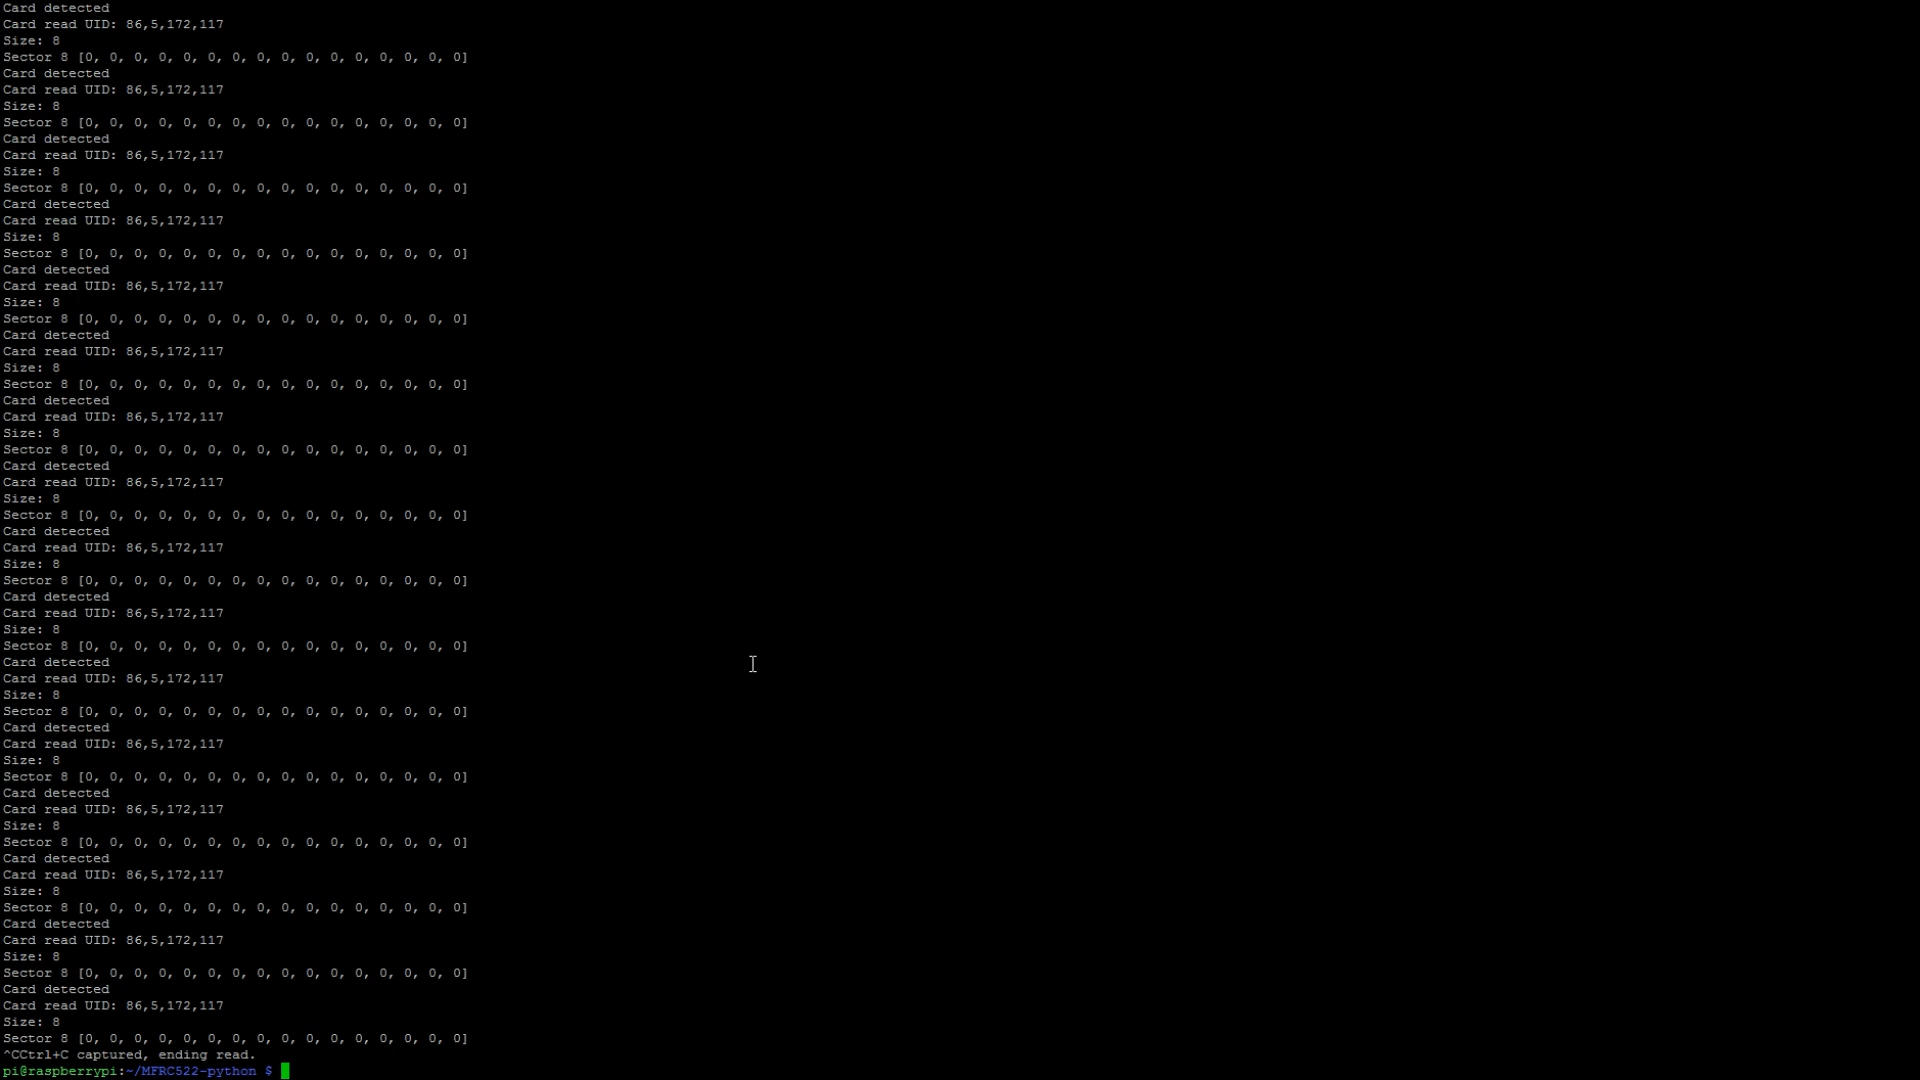 Card detected
Card read UID: 86,5,172,117
Size: 8
Sector 8 [0, 0, 0, 0, 0, 0, 0, 0, 0, 0, 0, 0, 0, 0, 0, 0]
Card detected
Card read UID: 86,5,172,117
Size: 8
Sector 8 [0, 0, 0, 0, 0, 0, 0, 0, 0, 0, 0, 0, 0, 0, 0, 0]
Card detected
Card read UID: 86,5,172,117
Size: 8
Sector 8 [0, 0, 0, 0, 0, 0, 0, 0, 0, 0, 0, 0, 0, 0, 0, 0]
Card detected
Card read UID: 86,5,172,117
Size: 8
Sector 8 [0, 0, 0, 0, 0, 0, 0, 0, 0, 0, 0, 0, 0, 0, 0, 0]
Card detected
Card read UID: 86,5,172,117
Size: 8
Sector 8 [0, 0, 0, 0, 0, 0, 0, 0, 0, 0, 0, 0, 0, 0, 0, 0]
Card detected
Card read UID: 86,5,172,117
Size: 8
Sector 8 [0, 0, 0, 0, 0, 0, 0, 0, 0, 0, 0, 0, 0, 0, 0, 0]
Card detected
Card read UID: 86,5,172,117
Size: 8
Sector 8 [0, 0, 0, 0, 0, 0, 0, 0, 0, 0, 0, 0, 0, 0, 0, 0]
Card detected
Card read UID: 86,5,172,117
Size: 8
Sector 8 [0, 0, 0, 0, 0, 0, 0, 0, 0, 0, 0, 0, 0, 0, 0, 0]
Card detected
Card read UID: 86,5,172,117
Size: 8
Sector 8 [0, 0, 0, 0, 0, 0, 0, 0, 0, 0, 0, 0, 0, 0, 0, 0]
Card detected
Card read UID: 86,5,172,117
Size: 8
Sector 8 [0, 0, 0, 0, 0, 0, 0, 0, 0, 0, 0, 0, 0, 0, 0, 0]
Card detected
Card read UID: 86,5,172,117
Size: 8
Sector 8 [0, 0, 0, 0, 0, 0, 0, 0, 0, 0, 0, 0, 0, 0, 0, 0]
Card detected
Card read UID: 86,5,172,117
Size: 8
Sector 8 [0, 0, 0, 0, 0, 0, 0, 0, 0, 0, 0, 0, 0, 0, 0, 0]
Card detected
Card read UID: 86,5,172,117
Size: 8
Sector 8 [0, 0, 0, 0, 0, 0, 0, 0, 0, 0, 0, 0, 0, 0, 0, 0]
Card detected
Card read UID: 86,5,172,117
Size: 8
Sector 8 [0, 0, 0, 0, 0, 0, 0, 0, 0, 0, 0, 0, 0, 0, 0, 0]
Card detected
Card read UID: 86,5,172,117
Size: 8
Sector 8 [0, 0, 0, 0, 0, 0, 0, 0, 0, 0, 0, 0, 0, 0, 0, 0]
Card detected
Card read UID: 86,5,172,117
Size: 8
Sector 8 [0, 0, 0, 0, 0, 0, 0, 0, 0, 0, 0, 0, 0, 0, 0, 0]
^CCtrl+C captured, ending read.
pi@raspberrypi:~/MFRC522-python $